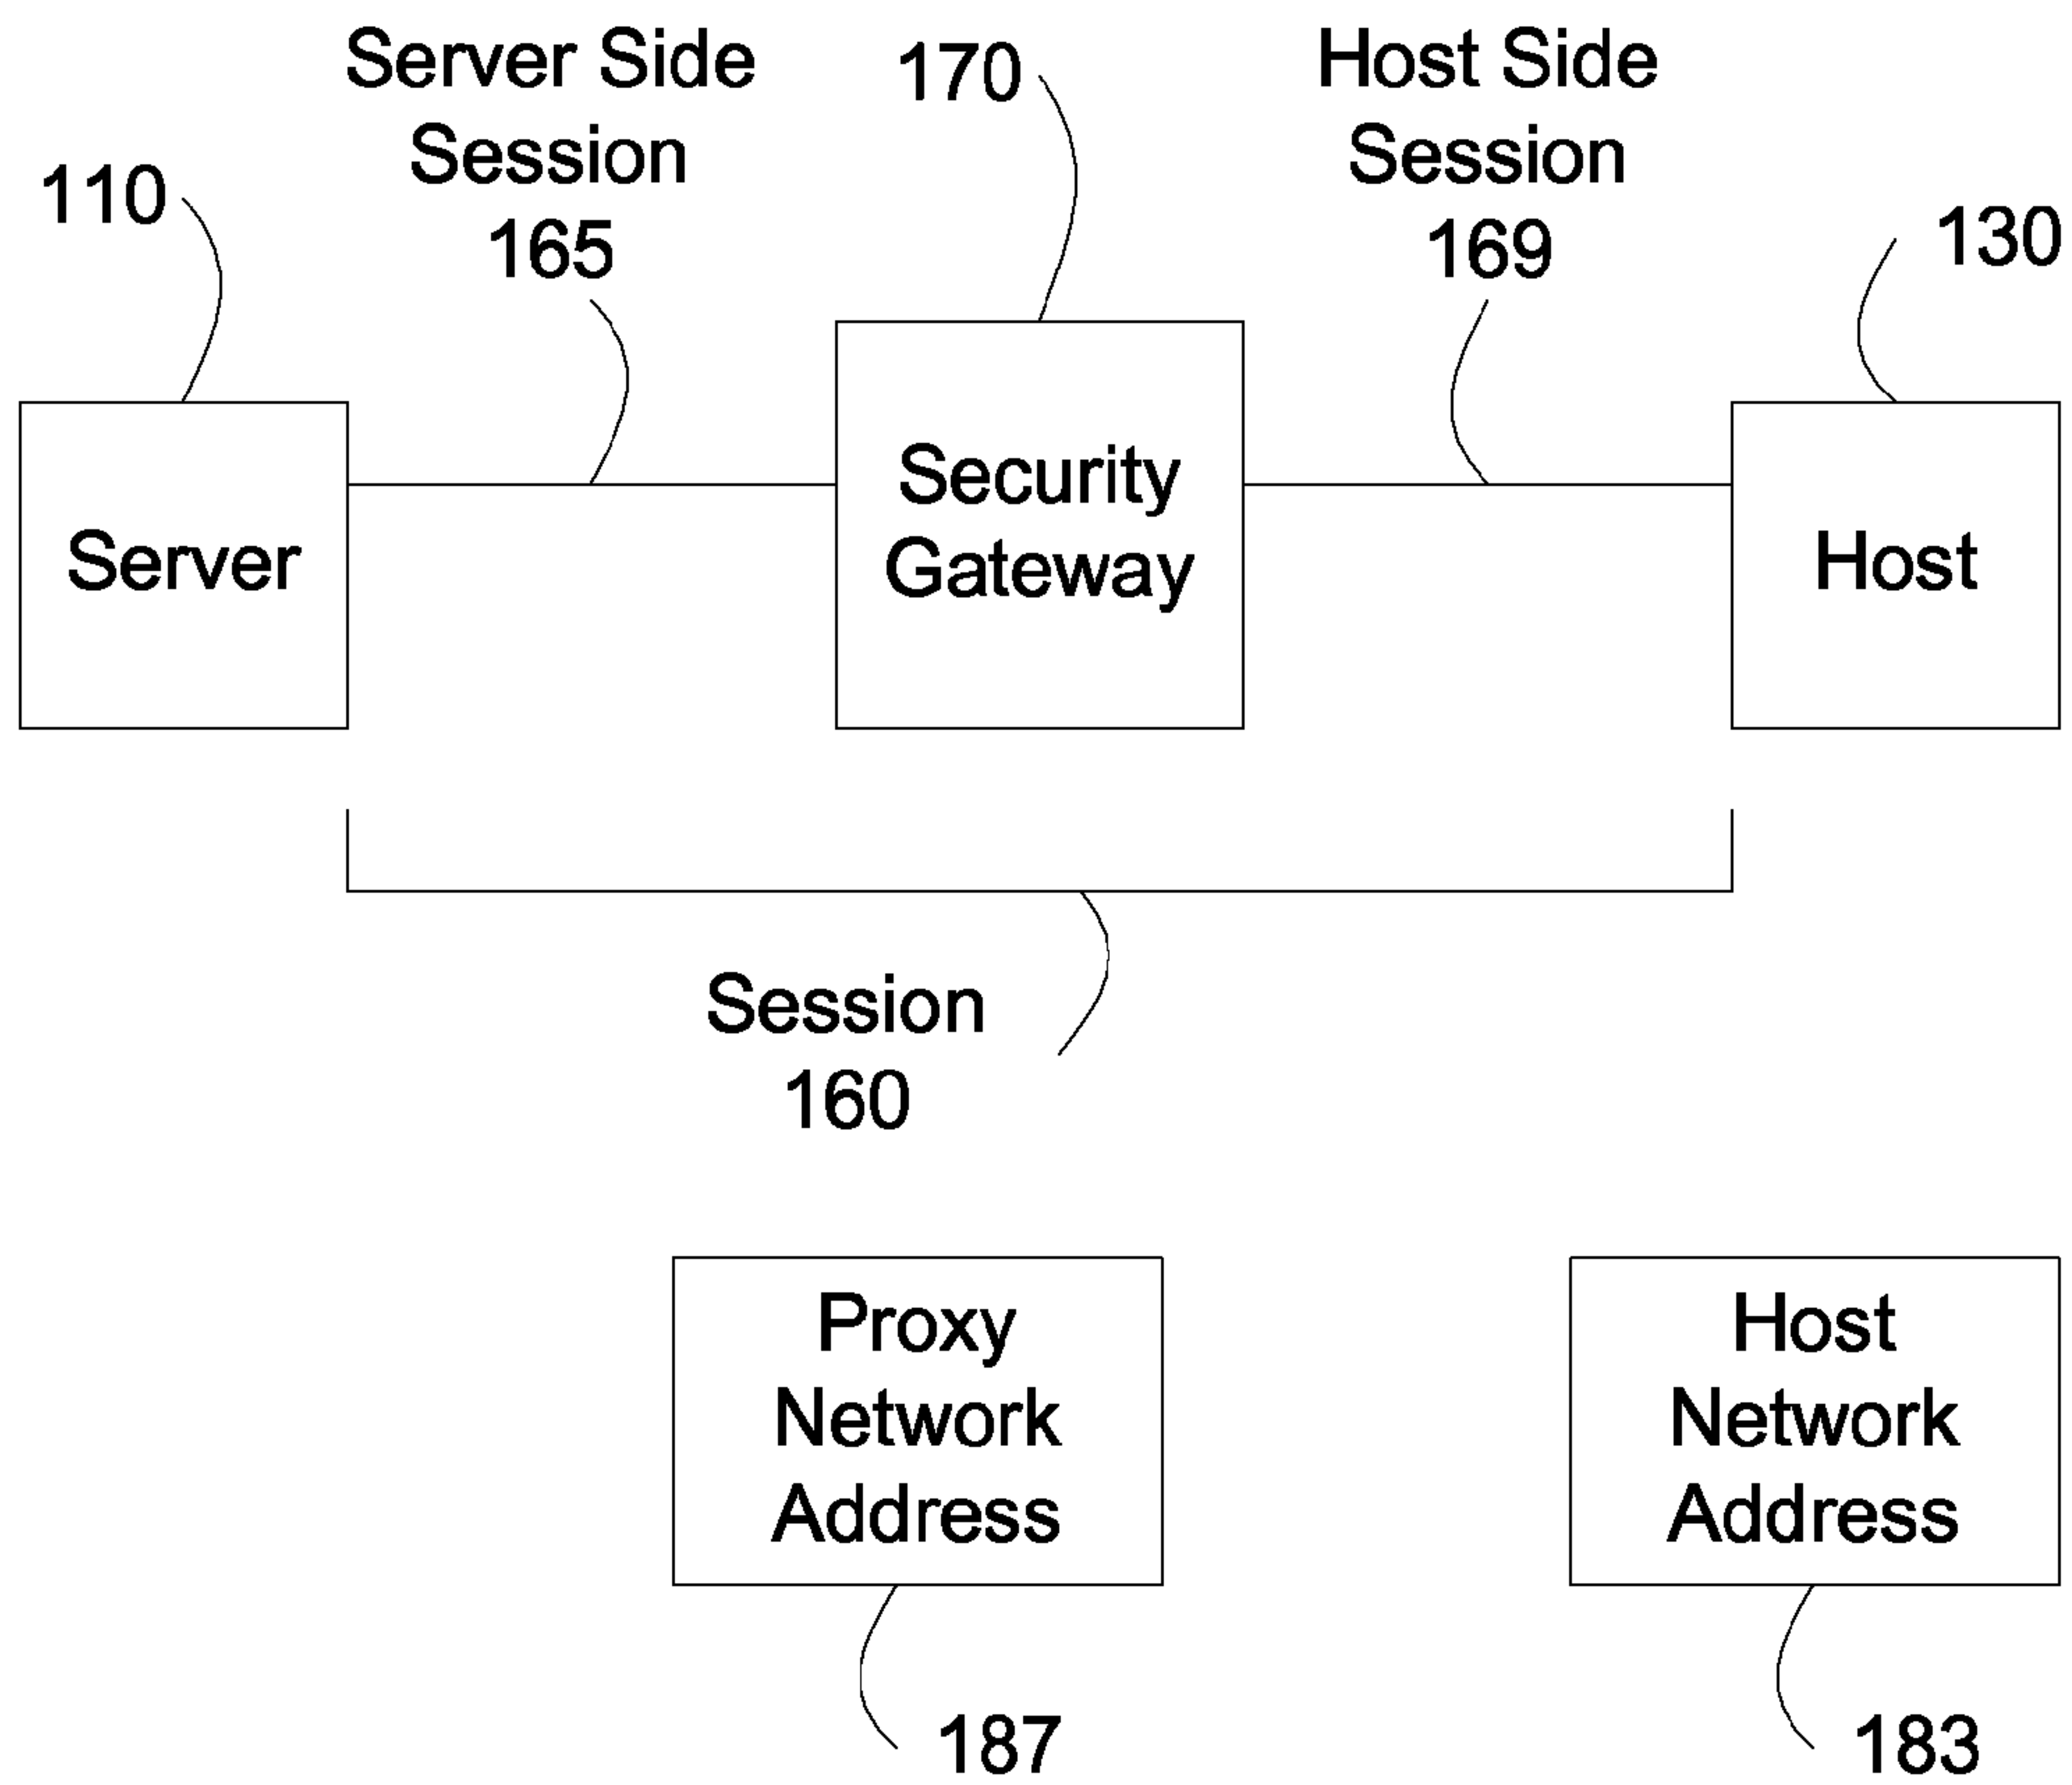 Server Side
Session
165
170
Host Side
Session
169
110
130
Server
Security
Gateway
Host
Session
160
Proxy
Network
Address
187
Host
Network
Address
183